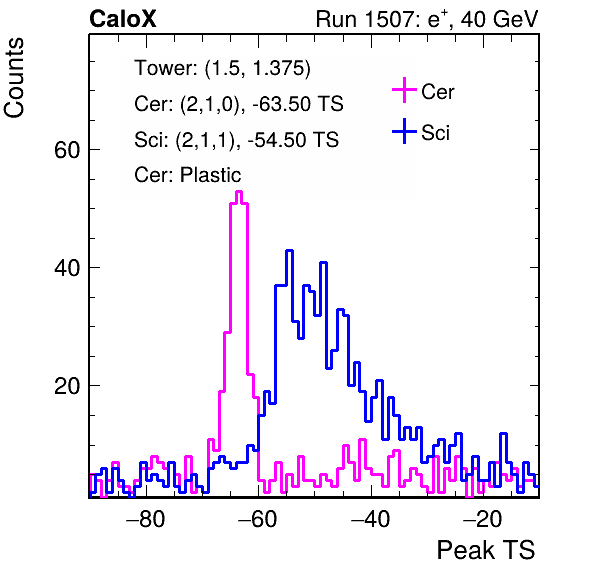 CaloX Run 1507: e⁺, 40 GeV
Counts
Tower: (1.5, 1.375)
Cer: (2,1,0), -63.50 TS
Sci: (2,1,1), -54.50 TS
Cer: Plastic
Cer
Sci
60
40
20
−80 −60 −40 −20
Peak TS